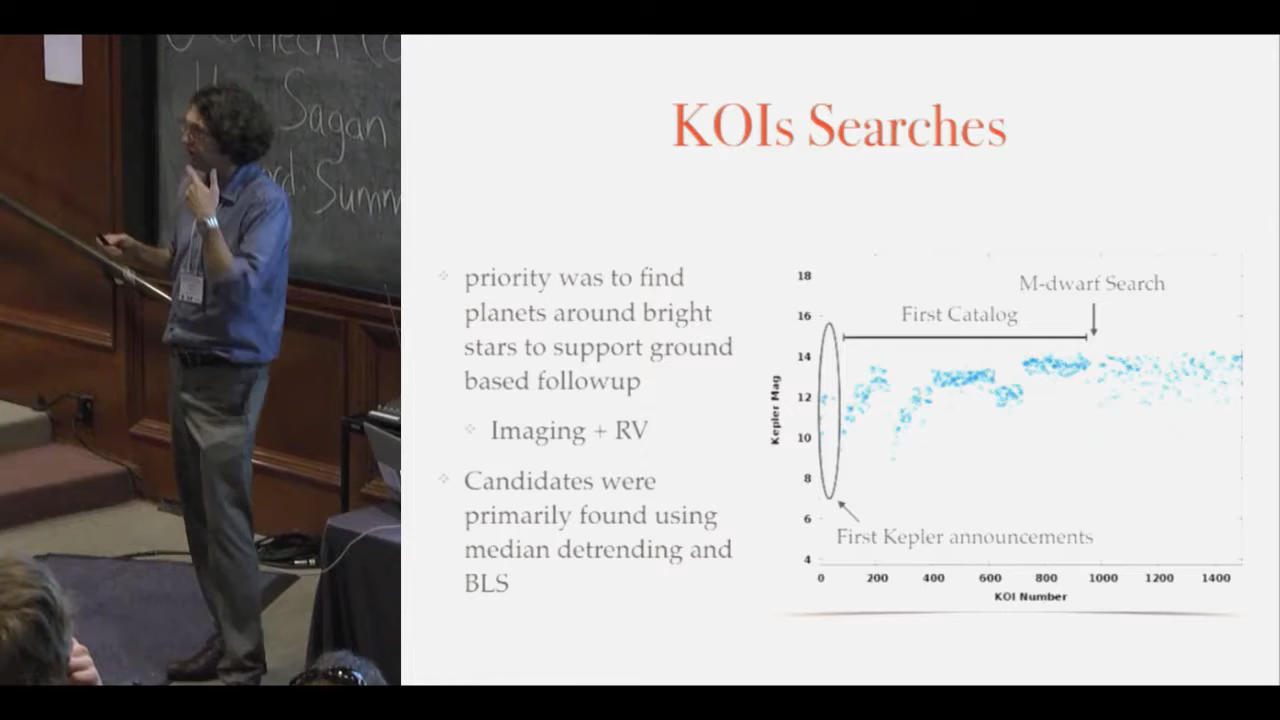 Sagan
Summ
KOIs Searches
priority was to find
planets around bright
stars to support ground
based followup
Imaging + RV
Candidates were
primarily found using
median detrending and
BLS
M-dwarf Search
First Catalog
First Kepler announcements
Kepler Mag
18
16
14
12
10
8
6
4
0 200 400 600 800 1000 1200 1400
KOI Number